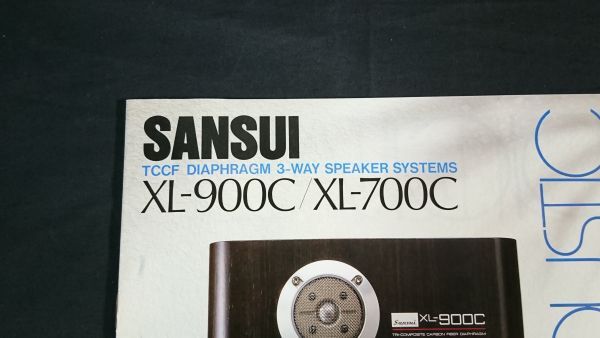 SANSUI
TCCF DIAPHRAGM 3-WAY SPEAKER SYSTEMS
XL-900C/XL-700C
Sansui XL-900C
TRI-COMPOSITE CARBON FIBER DIAPHRAGM